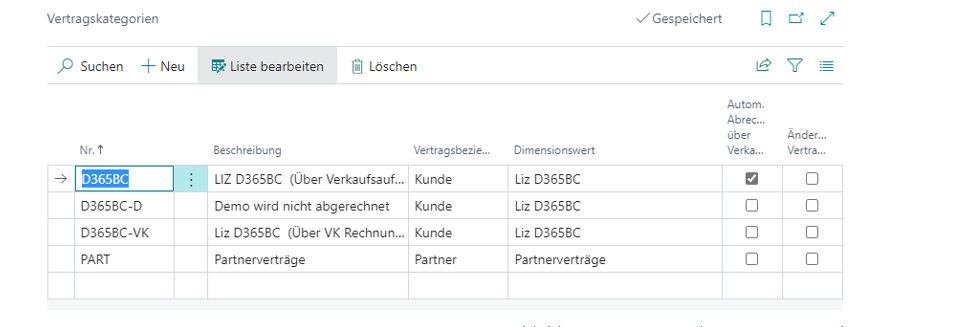 Vertragskategorien
Gespeichert
Suchen
Neu
Liste bearbeiten
Löschen
Autom.
Abrec...
über
Verka...
Änder...
Vertra...
Nr.↑
Beschreibung
Vertragsbezie...
Dimensionswert
D365BC LIZ D365BC (Über Verkaufsauf... Kunde Liz D365BC
D365BC-D Demo wird nicht abgerechnet Kunde Liz D365BC
D365BC-VK Liz D365BC (Über VK Rechnun... Kunde Liz D365BC
PART Partnerverträge Partner Partnerverträge